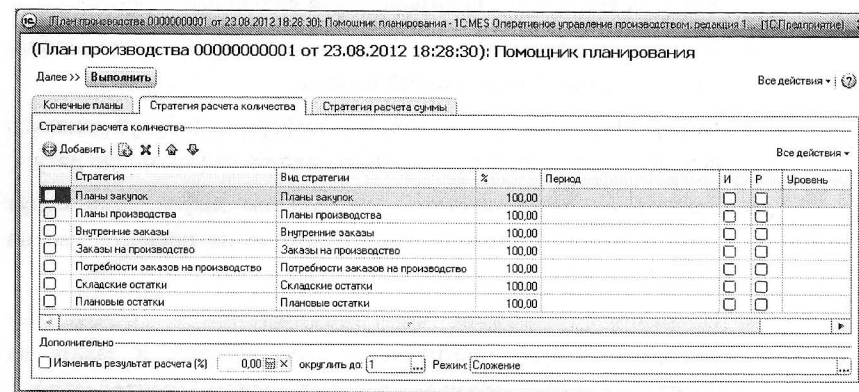 (План производства 00000000001 от 23.08.2012 18:28:30): Помощник планирования - 1С:MES Оперативное управление производством, редакция 1... [1С:Предприятие]
(План производства 00000000001 от 23.08.2012 18:28:30): Помощник планирования
Далее >> Выполнить Все действия
Конечные планы Стратегия расчета количества Стратегия расчета суммы
Стратегии расчета количества
Добавить Все действия
Стратегия Вид стратегии % Период И Р Уровень
Планы закупок Планы закупок 100,00
Планы производства Планы производства 100,00
Внутренние заказы Внутренние заказы 100,00
Заказы на производство Заказы на производство 100,00
Потребности заказов на производство Потребности заказов на производство 100,00
Складские остатки Складские остатки 100,00
Плановые остатки Плановые остатки 100,00
Дополнительно
Изменить результат расчета (%) 0,00 округлить до: 1 ... Режим: Сложение ...